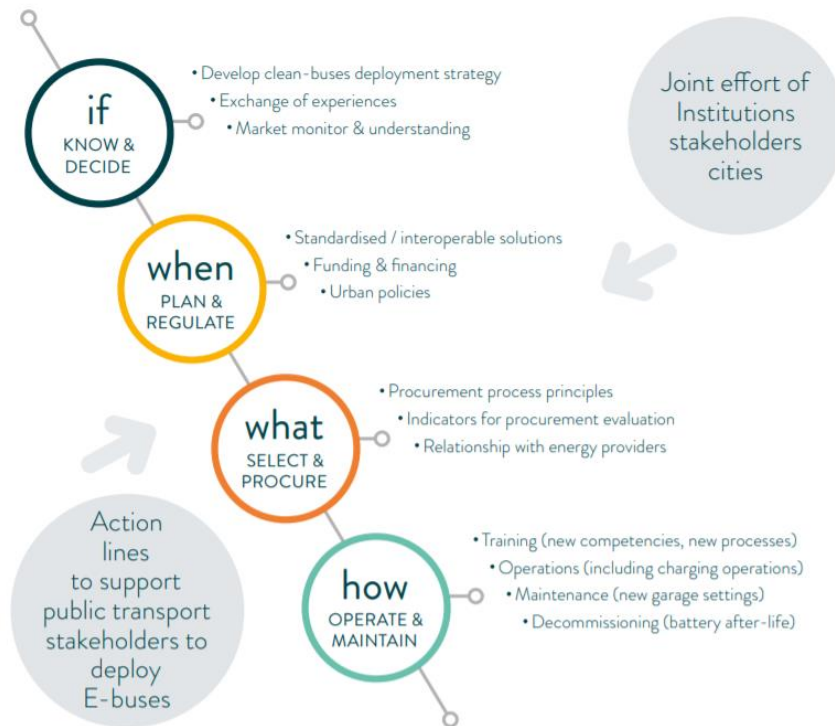 if
KNOW &
DECIDE
• Develop clean-buses deployment strategy
• Exchange of experiences
• Market monitor & understanding
Joint effort of
Institutions
stakeholders
cities
when
PLAN &
REGULATE
• Standardised / interoperable solutions
• Funding & financing
• Urban policies
what
SELECT &
PROCURE
• Procurement process principles
• Indicators for procurement evaluation
• Relationship with energy providers
Action
lines
to support
public transport
stakeholders to
deploy
E-buses
how
OPERATE &
MAINTAIN
• Training (new competencies, new processes)
• Operations (including charging operations)
• Maintenance (new garage settings)
• Decommissioning (battery after-life)